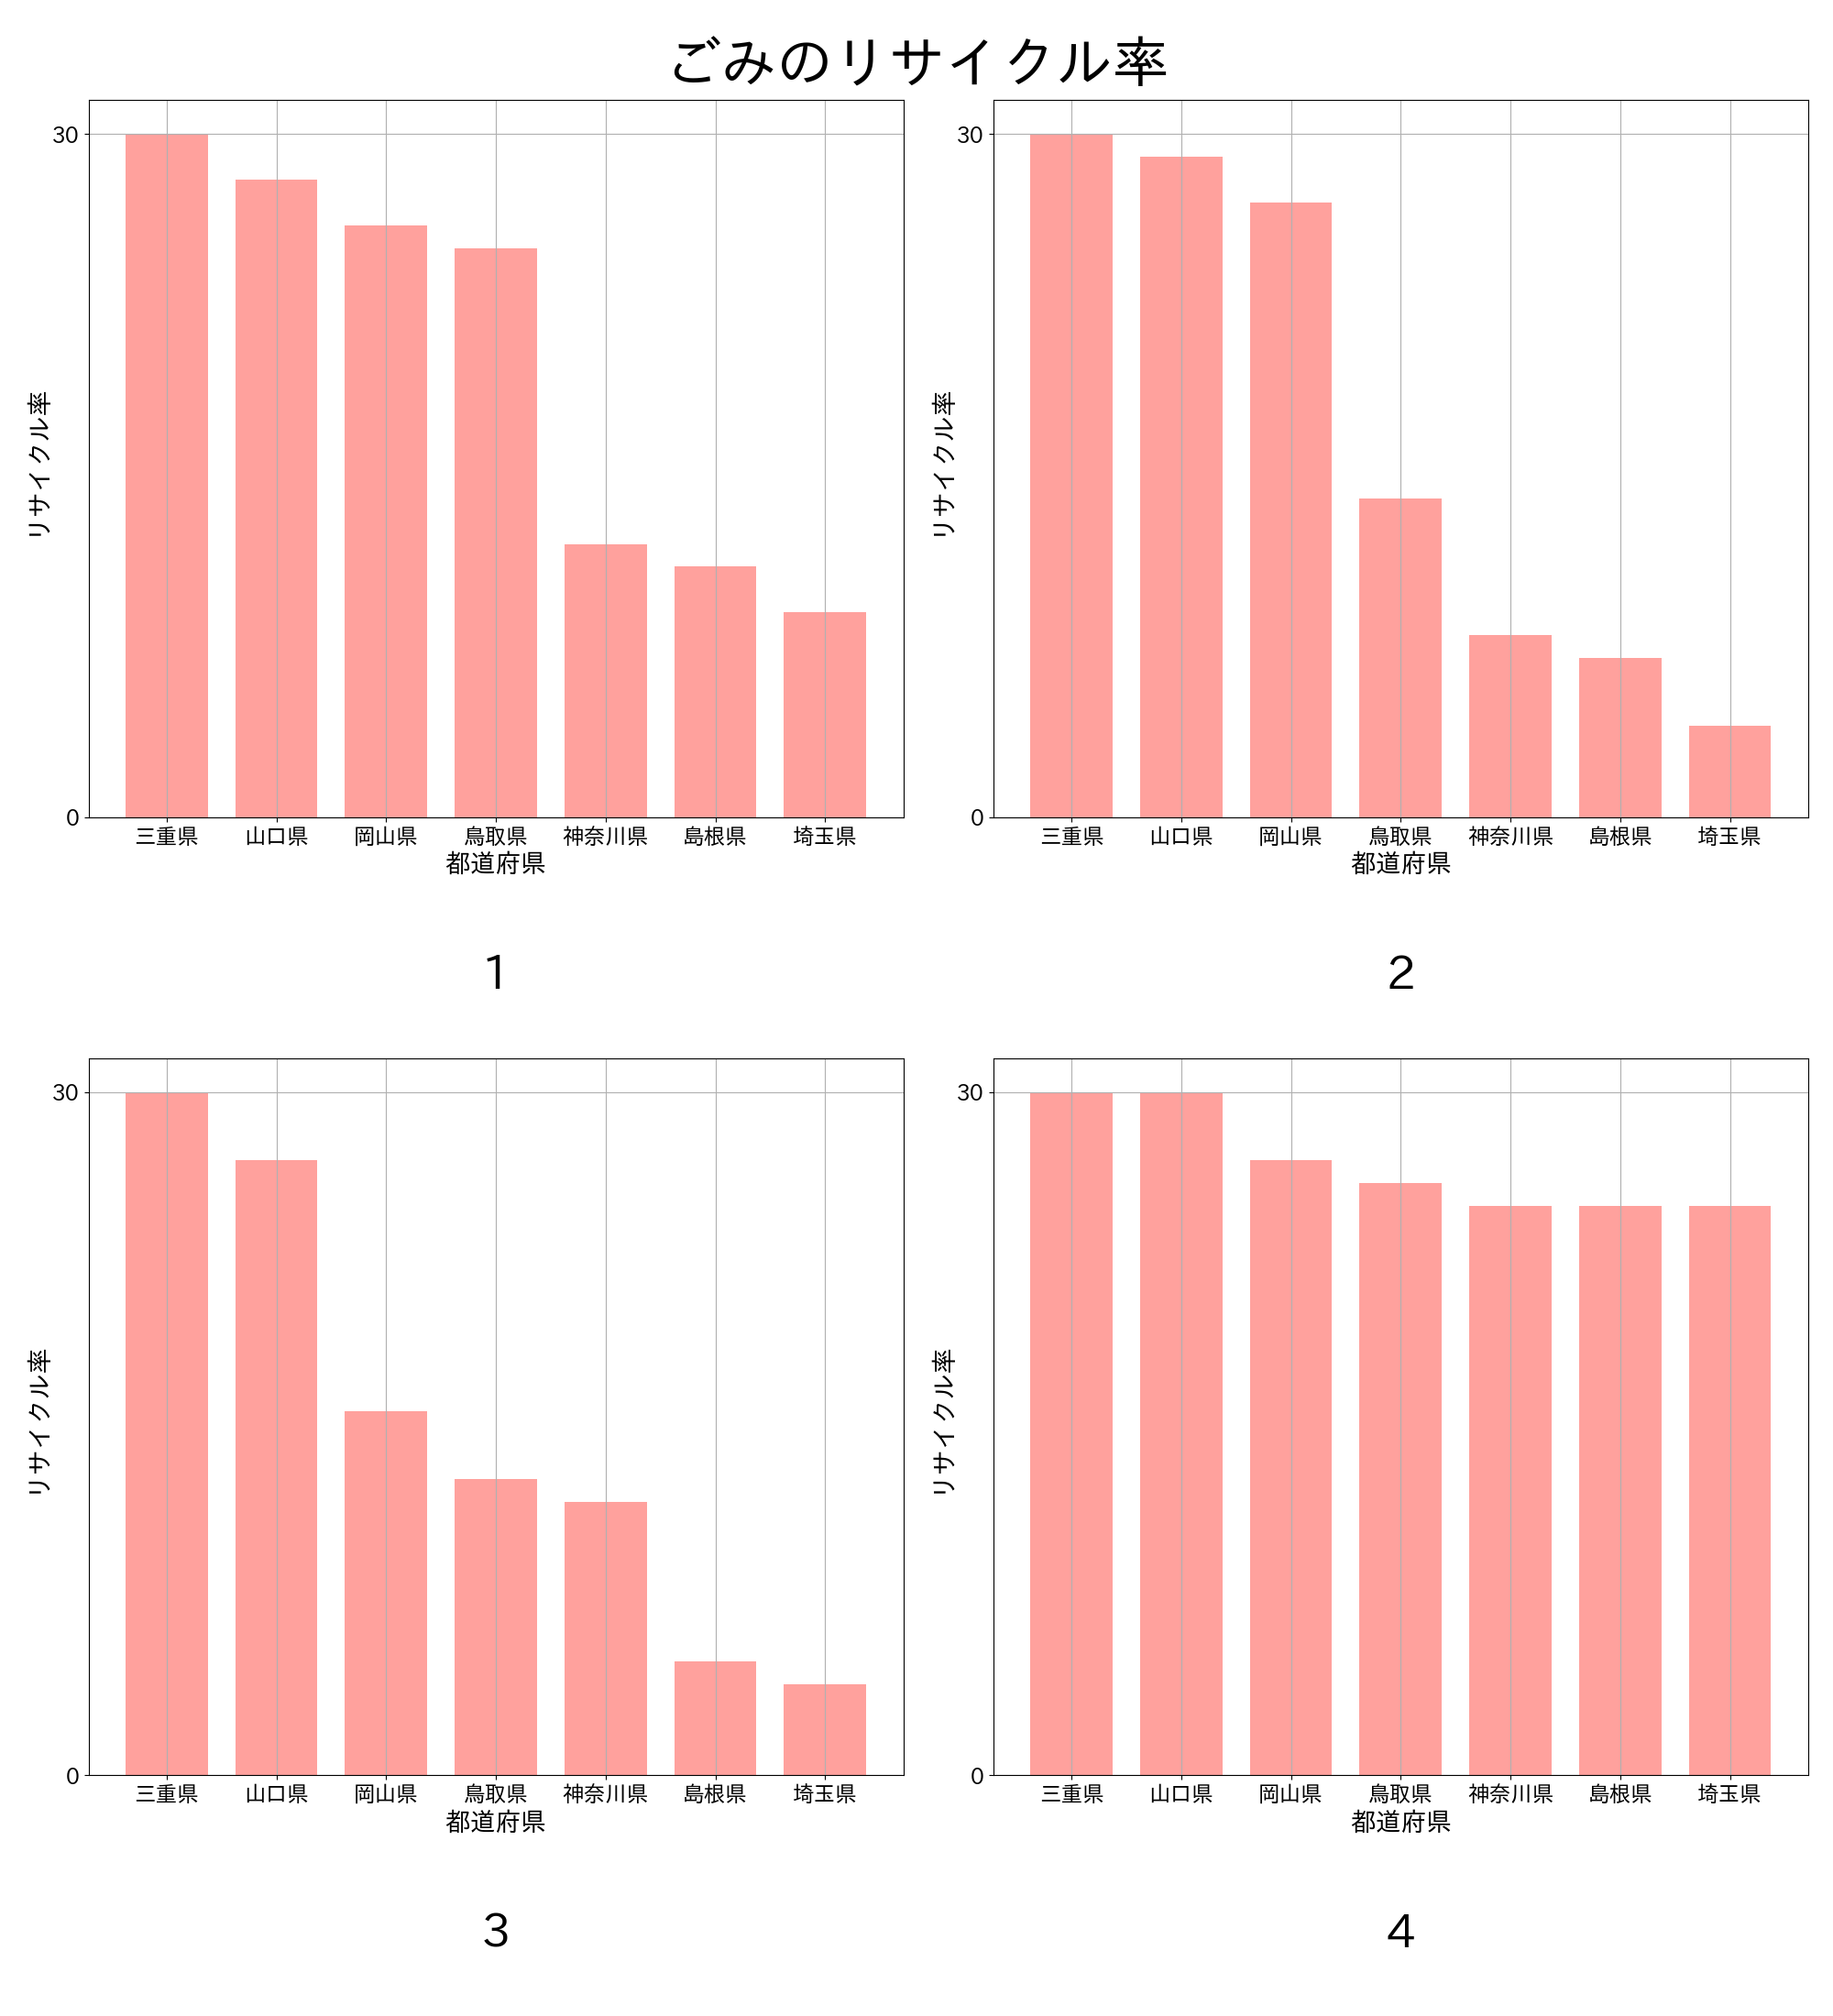 ごみのリサイクル率
30
0
リサイクル率
三重県 山口県 岡山県 鳥取県 神奈川県 島根県 埼玉県
都道府県
1
30
0
リサイクル率
三重県 山口県 岡山県 鳥取県 神奈川県 島根県 埼玉県
都道府県
2
30
0
リサイクル率
三重県 山口県 岡山県 鳥取県 神奈川県 島根県 埼玉県
都道府県
3
30
0
リサイクル率
三重県 山口県 岡山県 鳥取県 神奈川県 島根県 埼玉県
都道府県
4